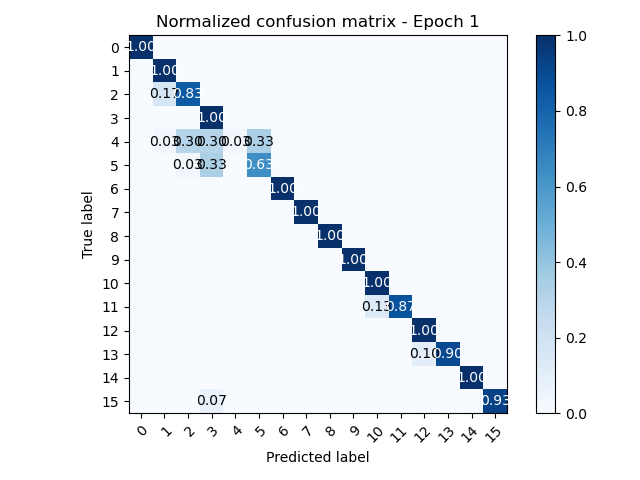 Normalized confusion matrix - Epoch 1
0 1.00
1 1.00
2 0.17 0.83
3 1.00
4 0.03 0.30 0.30 0.03 0.33
5 0.03 0.33 0.63
6 1.00
7 1.00
8 1.00
9 1.00
10 1.00
11 0.13 0.87
12 1.00
13 0.10 0.90
14 1.00
15 0.07 0.93
0 1 2 3 4 5 6 7 8 9 10 11 12 13 14 15
True label
Predicted label
1.0
0.8
0.6
0.4
0.2
0.0